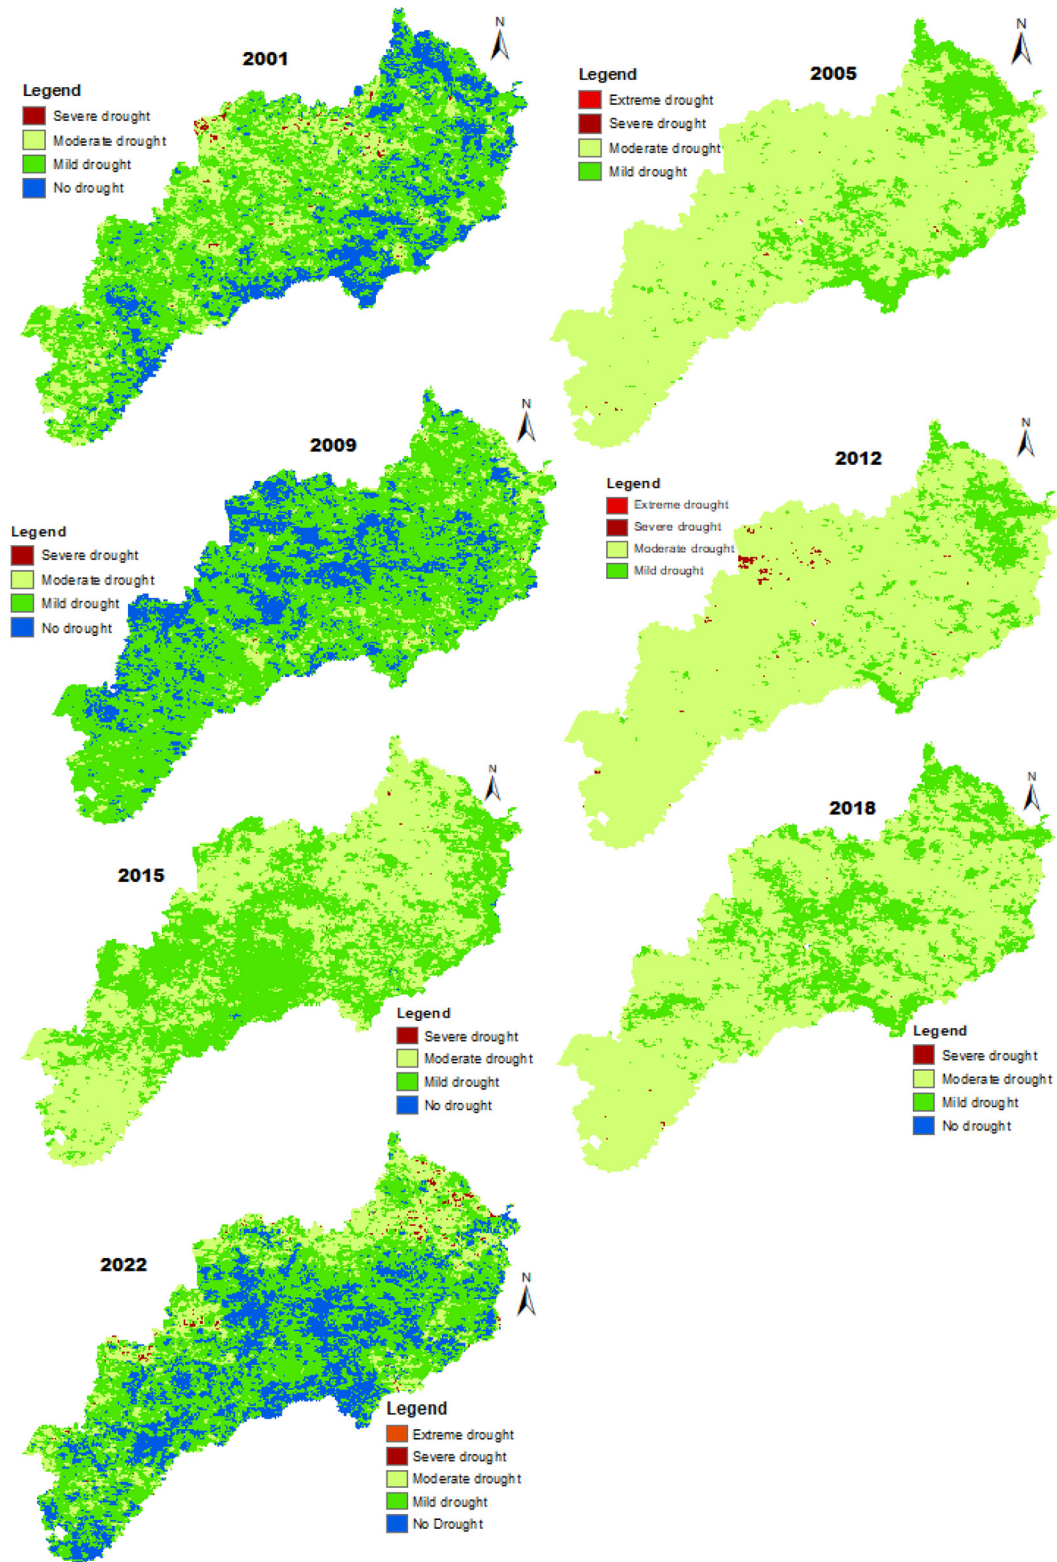 2001
N
Legend
Severe drought
Moderate drought
Mild drought
No drought
2005
N
Legend
Extreme drought
Severe drought
Moderate drought
Mild drought
2009
N
Legend
Severe drought
Moderate drought
Mild drought
No drought
2012
N
Legend
Extreme drought
Severe drought
Moderate drought
Mild drought
2015
N
Legend
Severe drought
Moderate drought
Mild drought
No drought
2018
N
Legend
Severe drought
Moderate drought
Mild drought
No drought
2022
N
Legend
Extreme drought
Severe drought
Moderate drought
Mild drought
No Drought